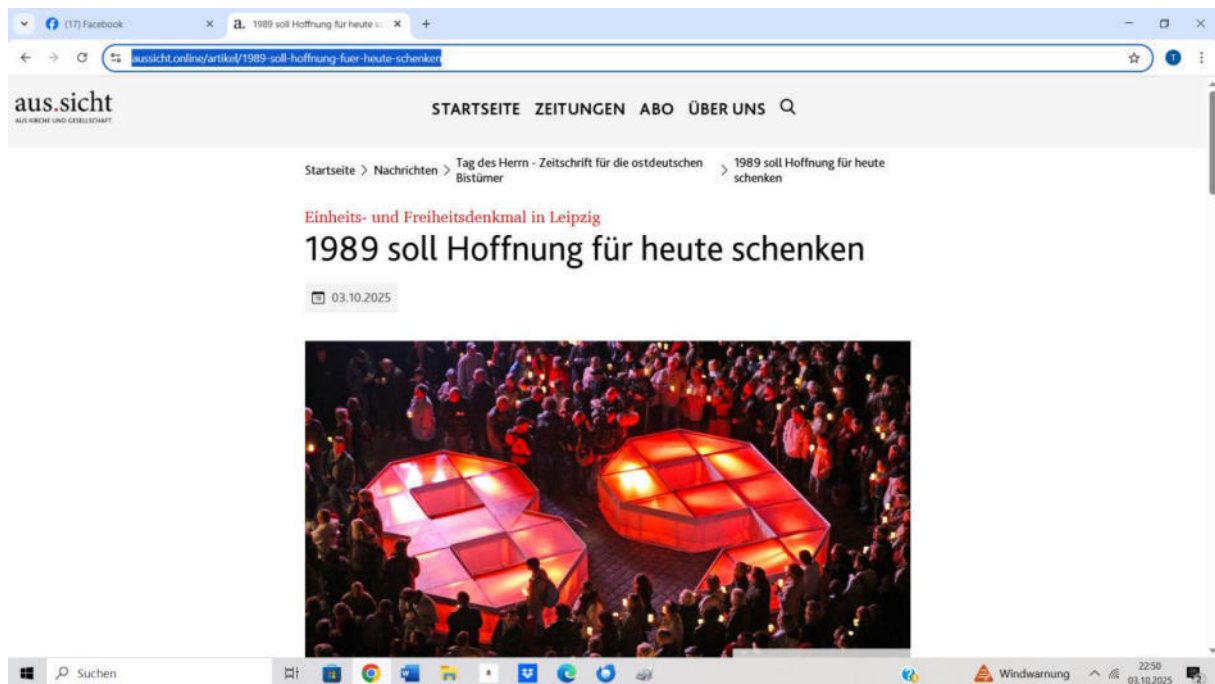 (17) Facebook
a. 1989 soll Hoffnung für heute
aussicht.online/artikel/1989-soll-hoffnung-fuer-heute-schenken
T
aus.sicht
AUS KIRCHE UND GESELLSCHAFT
STARTSEITE ZEITUNGEN ABO ÜBER UNS
Startseite > Nachrichten > Tag des Herrn - Zeitschrift für die ostdeutschen Bistümer > 1989 soll Hoffnung für heute schenken
Einheits- und Freiheitsdenkmal in Leipzig
1989 soll Hoffnung für heute schenken
03.10.2025
Suchen
Windwarnung
22:50
03.10.2025
2